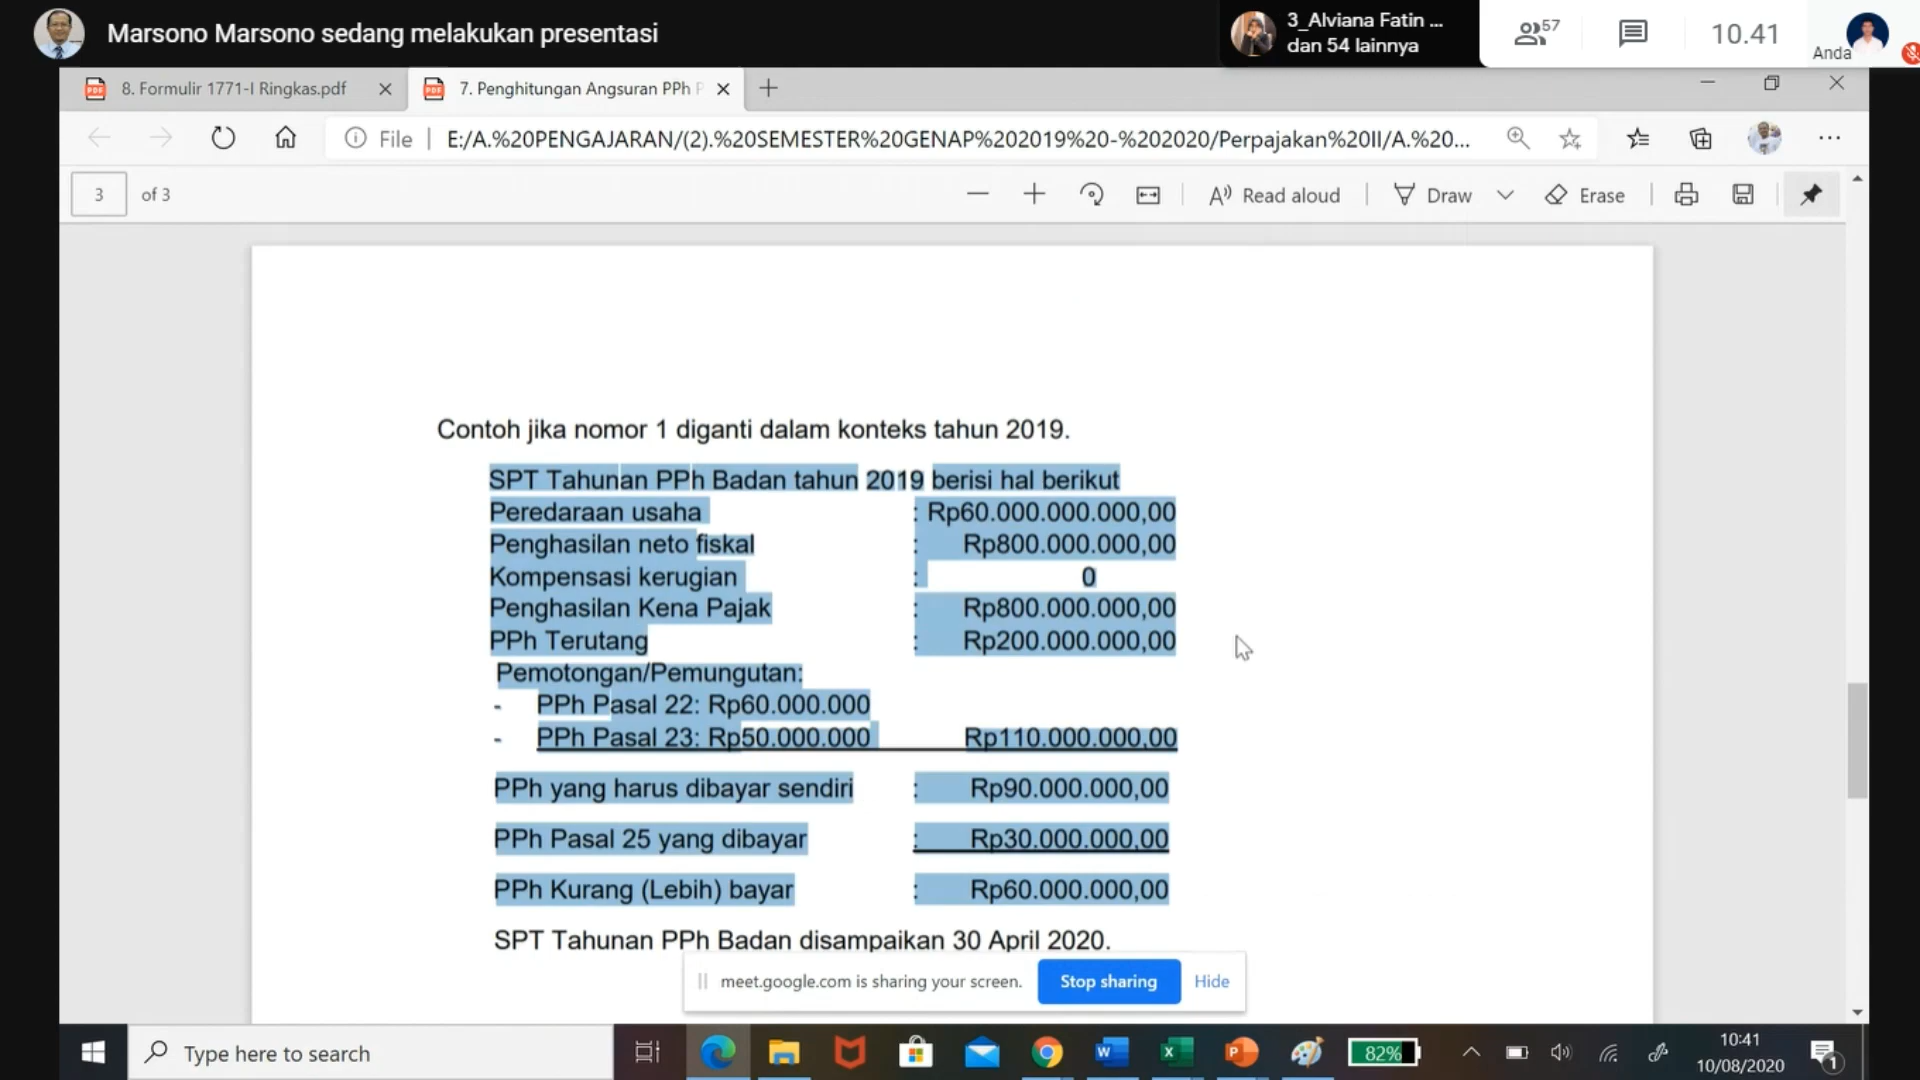 Marsono Marsono sedang melakukan presentasi
3_Alviana Fatin ...
dan 54 lainnya
57
10.41
Anda
8. Formulir 1771-I Ringkas.pdf
7. Penghitungan Angsuran PPh P
File
E:/A.%20PENGAJARAN/(2).%20SEMESTER%20GENAP%202019%20-%202020/Perpajakan%20II/A.%20...
3 of 3
Read aloud
Draw
Erase
Contoh jika nomor 1 diganti dalam konteks tahun 2019.
SPT Tahunan PPh Badan tahun 2019 berisi hal berikut
Peredaraan usaha : Rp60.000.000.000,00
Penghasilan neto fiskal : Rp800.000.000,00
Kompensasi kerugian : 0
Penghasilan Kena Pajak : Rp800.000.000,00
PPh Terutang : Rp200.000.000,00
Pemotongan/Pemungutan:
- PPh Pasal 22: Rp60.000.000
- PPh Pasal 23: Rp50.000.000 Rp110.000.000,00
PPh yang harus dibayar sendiri : Rp90.000.000,00
PPh Pasal 25 yang dibayar : Rp30.000.000,00
PPh Kurang (Lebih) bayar : Rp60.000.000,00
SPT Tahunan PPh Badan disampaikan 30 April 2020.
meet.google.com is sharing your screen.
Stop sharing
Hide
Type here to search
82%
10:41
10/08/2020
1